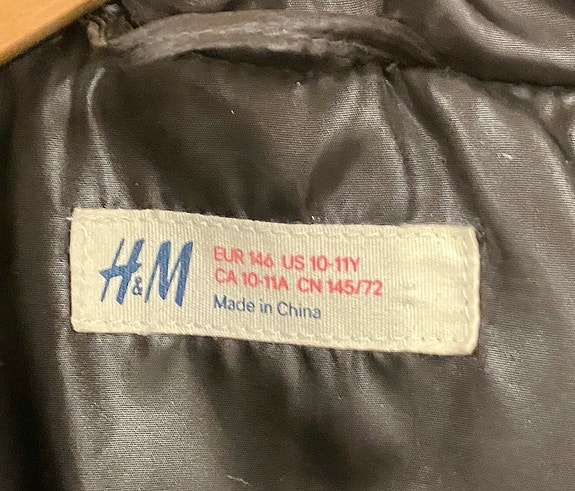 H&M
EUR 146 US 10-11Y
CA 10-11A CN 145/72
Made in China